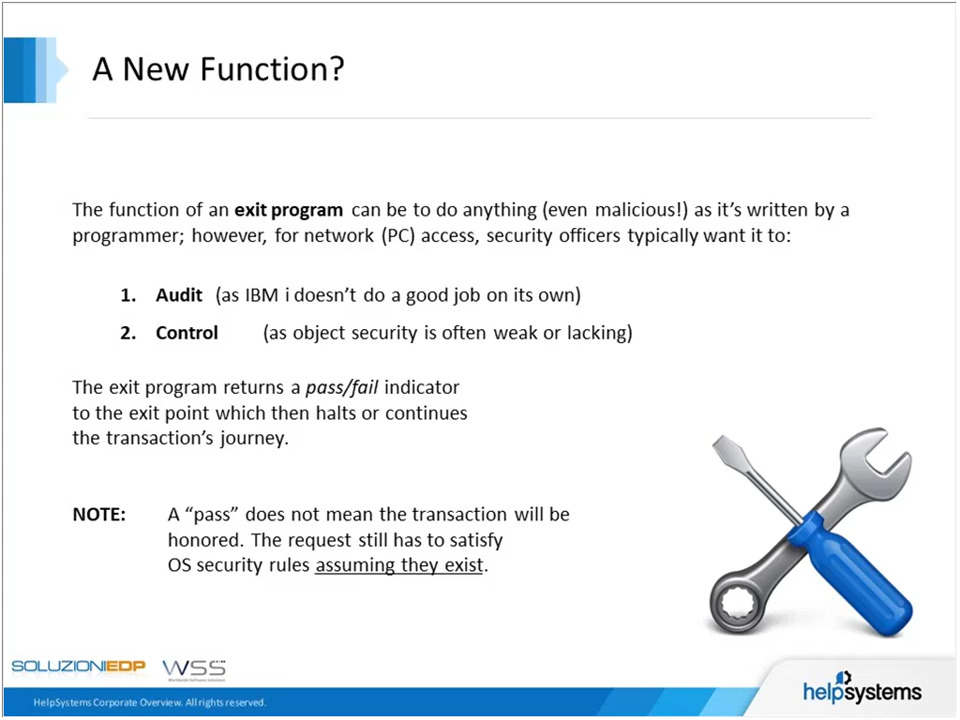 A New Function?
The function of an exit program can be to do anything (even malicious!) as it's written by a
programmer; however, for network (PC) access, security officers typically want it to:
1. Audit (as IBM i doesn't do a good job on its own)
2. Control (as object security is often weak or lacking)
The exit program returns a pass/fail indicator
to the exit point which then halts or continues
the transaction's journey.
NOTE: A “pass” does not mean the transaction will be
honored. The request still has to satisfy
OS security rules assuming they exist.
SOLUZIONIEDP WSS
Worldwide Software Solutions
HelpSystems Corporate Overview. All rights reserved.
helpsystems